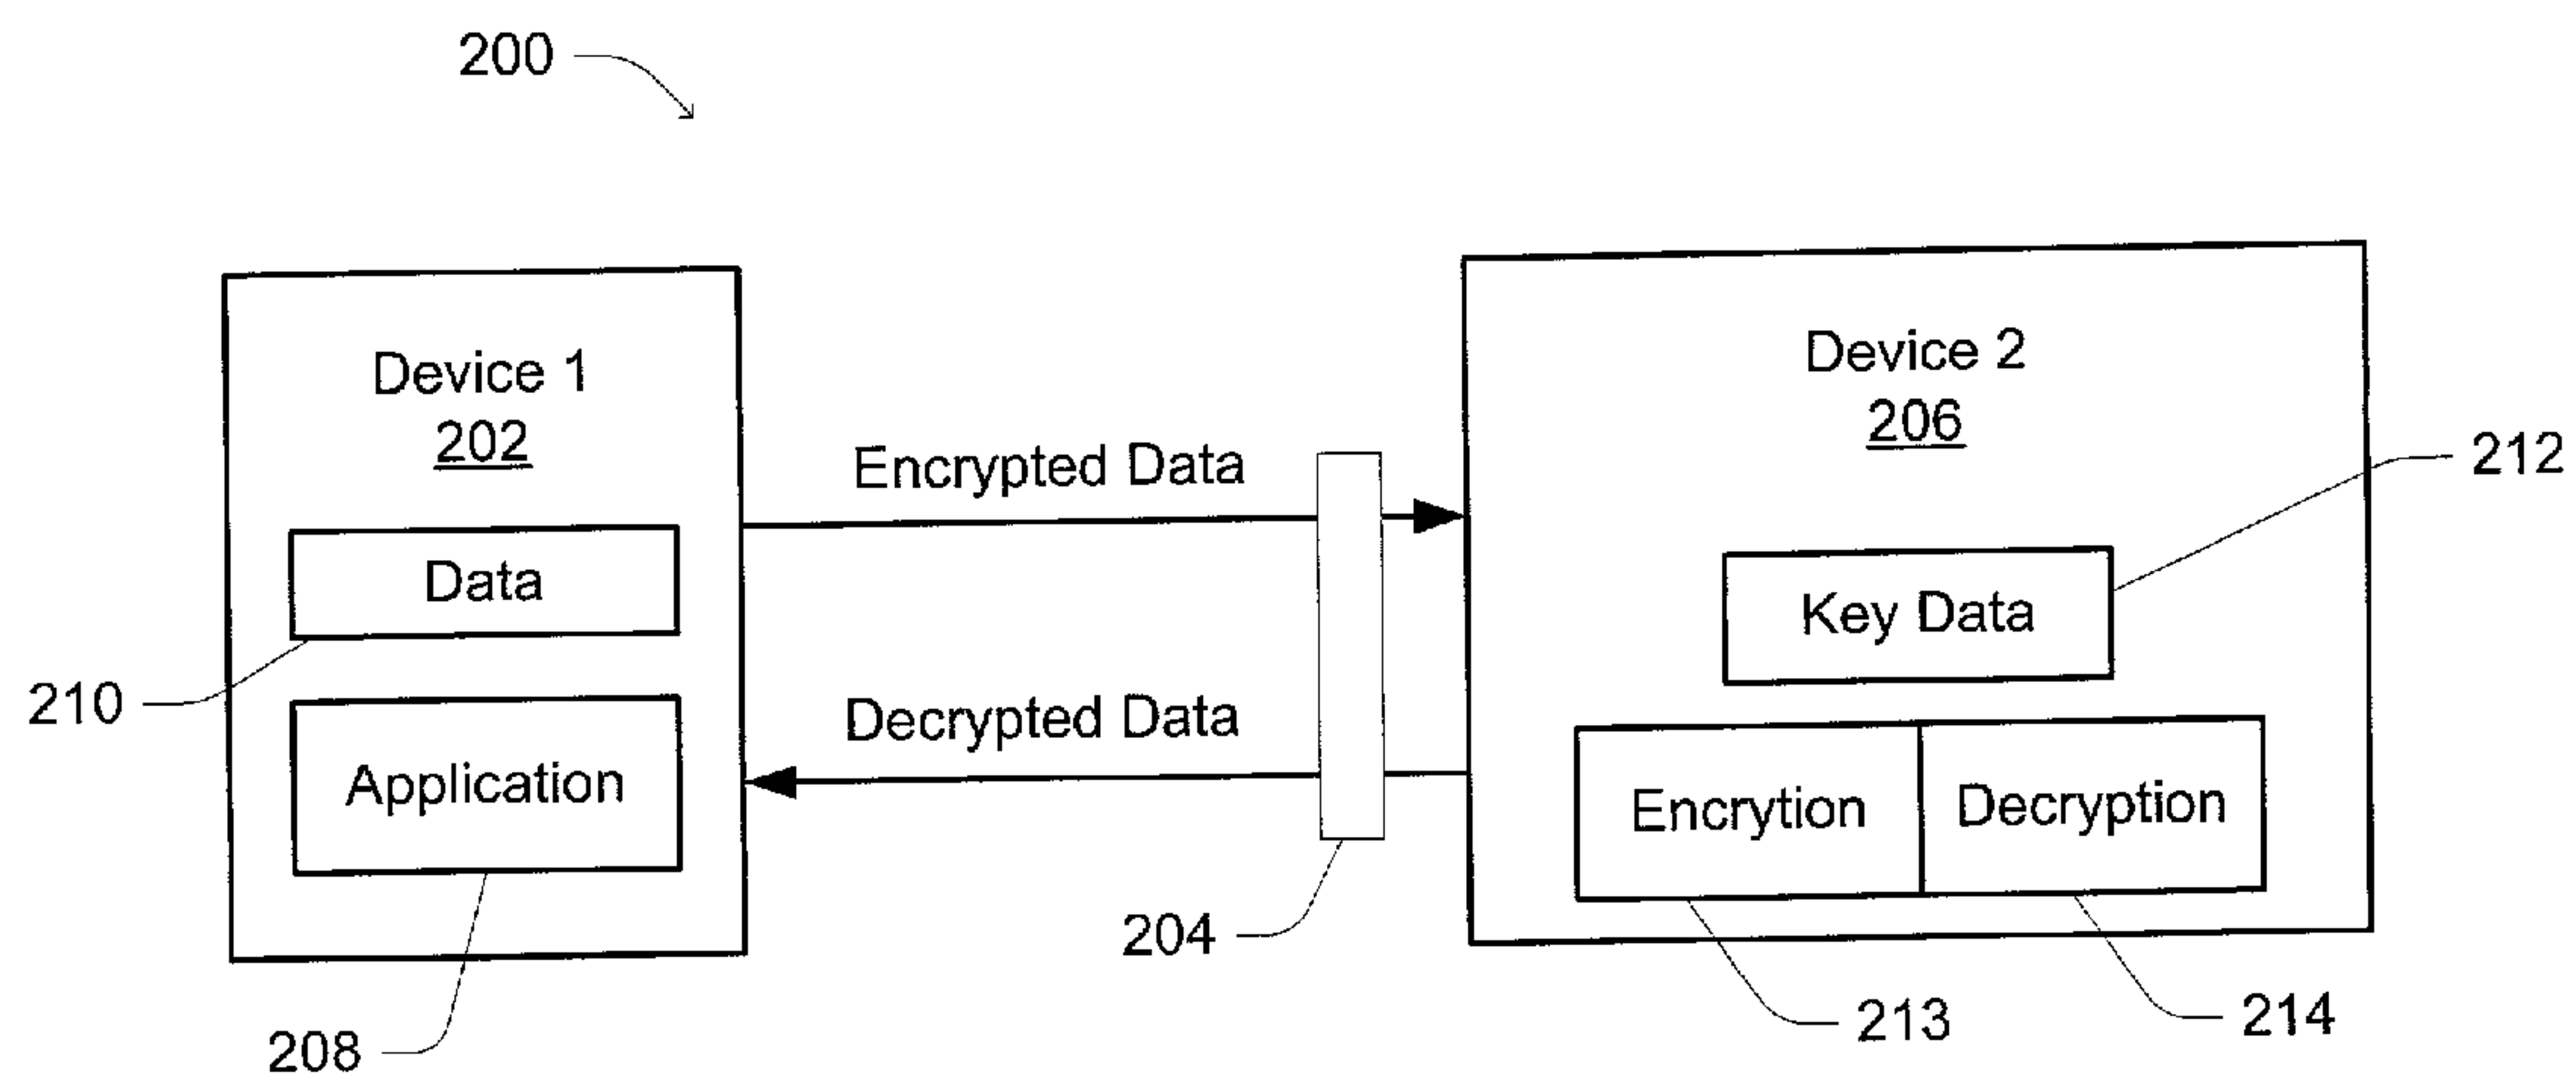 200
Device 1
202
Data
210
Application
208
Encrypted Data
Decrypted Data
204
Device 2
206
212
Key Data
Encrytion
Decryption
213
214